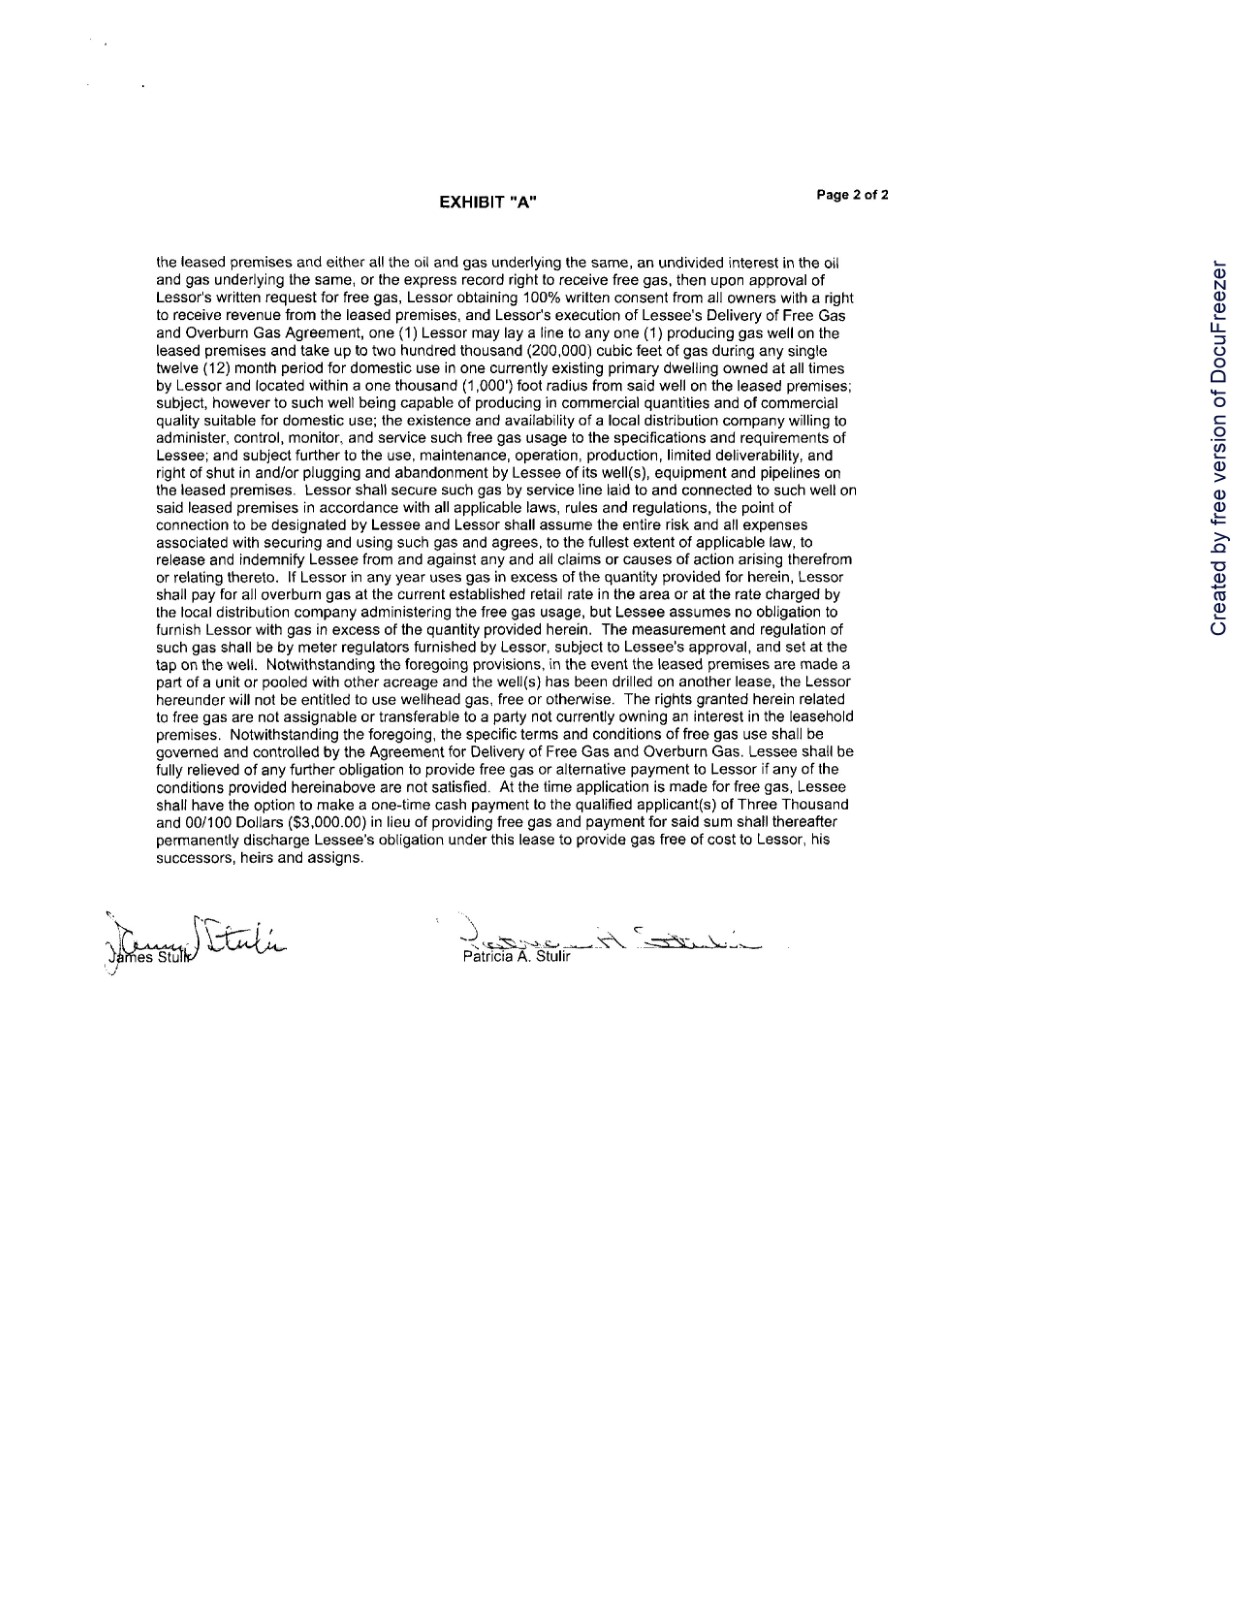 EXHIBIT "A"
Page 2 of 2
the leased premises and either all the oil and gas underlying the same, an undivided interest in the oil
and gas underlying the same, or the express record right to receive free gas, then upon approval of
Lessor's written request for free gas, Lessor obtaining 100% written consent from all owners with a right
to receive revenue from the leased premises, and Lessor's execution of Lessee's Delivery of Free Gas
and Overburn Gas Agreement, one (1) Lessor may lay a line to any one (1) producing gas well on the
leased premises and take up to two hundred thousand (200,000) cubic feet of gas during any single
twelve (12) month period for domestic use in one currently existing primary dwelling owned at all times
by Lessor and located within a one thousand (1,000') foot radius from said well on the leased premises;
subject, however to such well being capable of producing in commercial quantities and of commercial
quality suitable for domestic use; the existence and availability of a local distribution company willing to
administer, control, monitor, and service such free gas usage to the specifications and requirements of
Lessee; and subject further to the use, maintenance, operation, production, limited deliverability, and
right of shut in and/or plugging and abandonment by Lessee of its well(s), equipment and pipelines on
the leased premises. Lessor shall secure such gas by service line laid to and connected to such well on
said leased premises in accordance with all applicable laws, rules and regulations, the point of
connection to be designated by Lessee and Lessor shall assume the entire risk and all expenses
associated with securing and using such gas and agrees, to the fullest extent of applicable law, to
release and indemnify Lessee from and against any and all claims or causes of action arising therefrom
or relating thereto. If Lessor in any year uses gas in excess of the quantity provided for herein, Lessor
shall pay for all overburn gas at the current established retail rate in the area or at the rate charged by
the local distribution company administering the free gas usage, but Lessee assumes no obligation to
furnish Lessor with gas in excess of the quantity provided herein. The measurement and regulation of
such gas shall be by meter regulators furnished by Lessor, subject to Lessee's approval, and set at the
tap on the well. Notwithstanding the foregoing provisions, in the event the leased premises are made a
part of a unit or pooled with other acreage and the well(s) has been drilled on another lease, the Lessor
hereunder will not be entitled to use wellhead gas, free or otherwise. The rights granted herein related
to free gas are not assignable or transferable to a party not currently owning an interest in the leasehold
premises. Notwithstanding the foregoing, the specific terms and conditions of free gas use shall be
governed and controlled by the Agreement for Delivery of Free Gas and Overburn Gas. Lessee shall be
fully relieved of any further obligation to provide free gas or alternative payment to Lessor if any of the
conditions provided hereinabove are not satisfied. At the time application is made for free gas, Lessee
shall have the option to make a one-time cash payment to the qualified applicant(s) of Three Thousand
and 00/100 Dollars ($3,000.00) in lieu of providing free gas and payment for said sum shall thereafter
permanently discharge Lessee's obligation under this lease to provide gas free of cost to Lessor, his
successors, heirs and assigns.
James Stulir
Patricia A. Stulir
Created by free version of DocuFreezer